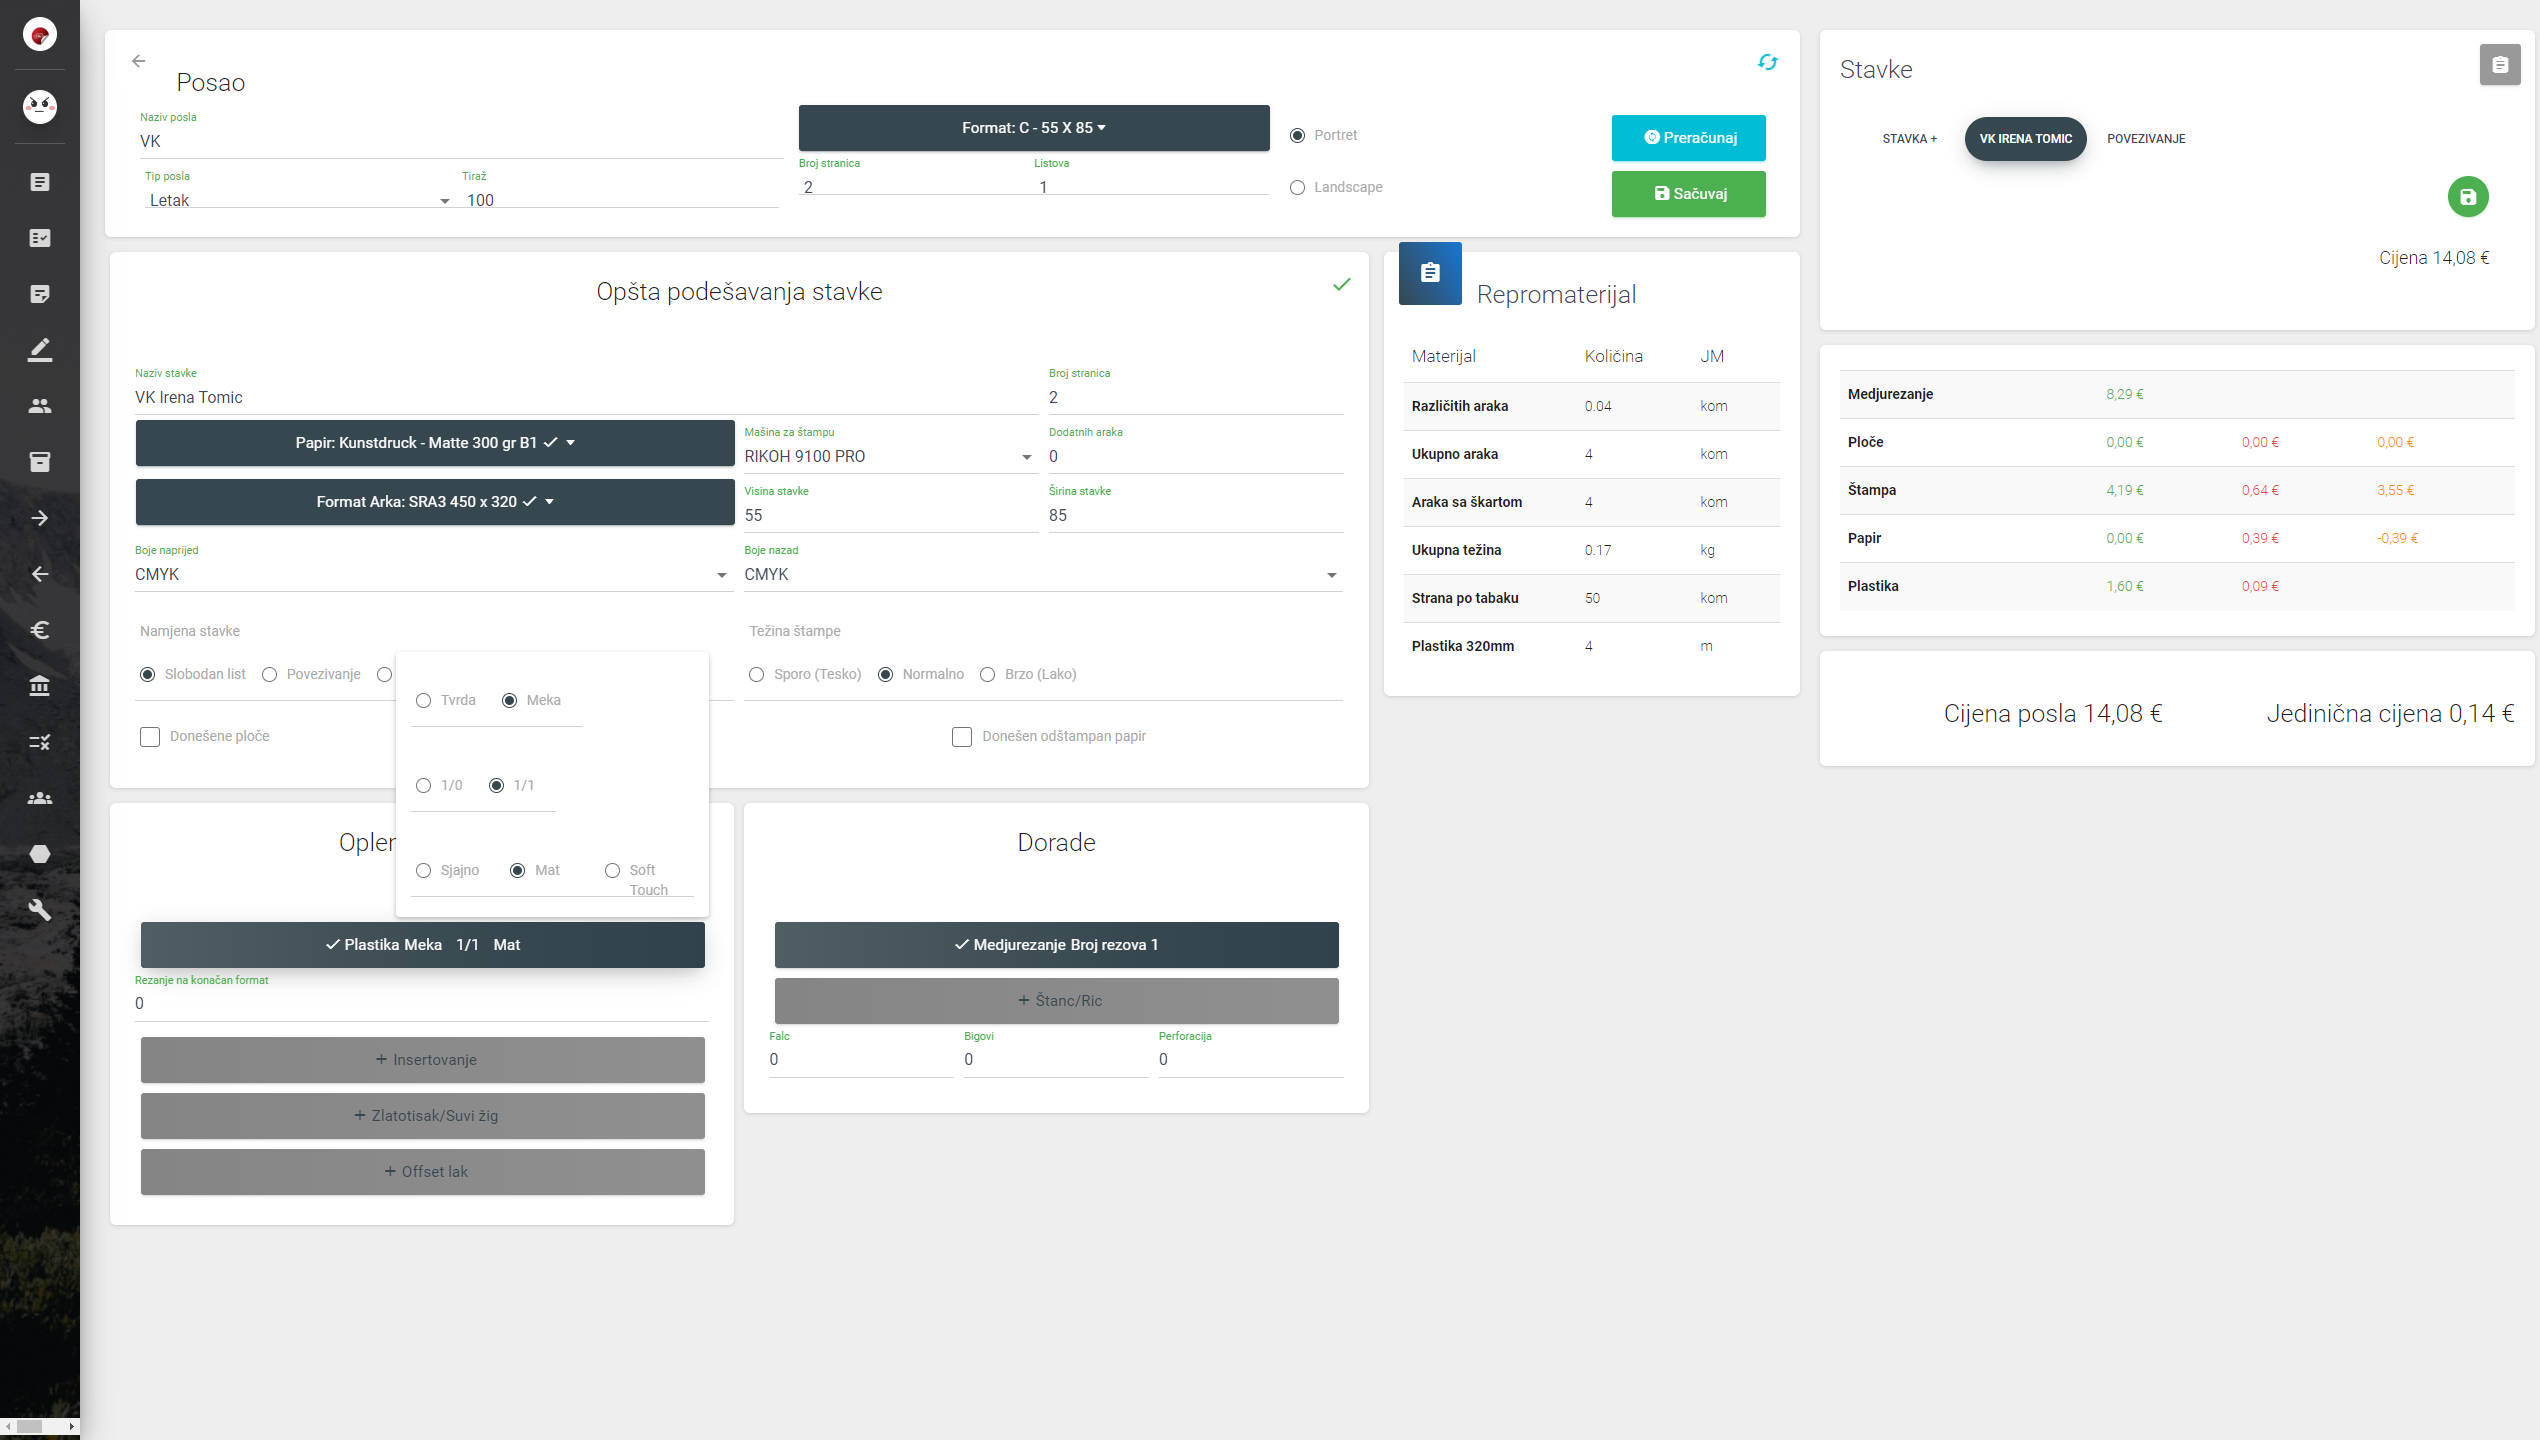 Posao
Naziv posla
VK
Tip posla
Tiraž
Letak
100
Format: C - 55 X 85
Broj stranica
Listova
2
1
Portret
Landscape
Preračunaj
Sačuvaj
Opšta podešavanja stavke
Naziv stavke
VK Irena Tomic
Broj stranica
2
Papir: Kunstdruck - Matte 300 gr B1
Mašina za štampu
RIKOH 9100 PRO
Dodatnih araka
0
Format Arka: SRA3 450 x 320
Visina stavke
55
Širina stavke
85
Boje naprijed
CMYK
Boje nazad
CMYK
Namjena stavke
Slobodan list
Povezivanje
Težina štampe
Sporo (Tesko)
Normalno
Brzo (Lako)
Donešene ploče
Donešen odštampan papir
Tvrda
Meka
1/0
1/1
Sjajno
Mat
Soft
Touch
Opler
Plastika Meka 1/1 Mat
Rezanje na konačan format
0
+ Insertovanje
+ Zlatotisak/Suvi žig
+ Offset lak
Dorade
Medjurezanje Broj rezova 1
+ Štanc/Ric
Falc
Bigovi
Perforacija
0
0
0
Repromaterijal
Materijal Količina JM
Različitih araka 0.04 kom
Ukupno araka 4 kom
Araka sa škartom 4 kom
Ukupna težina 0.17 kg
Strana po tabaku 50 kom
Plastika 320mm 4 m
Stavke
STAVKA +
VK IRENA TOMIC
POVEZIVANJE
Cijena 14,08 €
Medjurezanje 8,29 €
Ploče 0,00 € 0,00 € 0,00 €
Štampa 4,19 € 0,64 € 3,55 €
Papir 0,00 € 0,39 € -0,39 €
Plastika 1,60 € 0,09 €
Cijena posla 14,08 €
Jedinična cijena 0,14 €